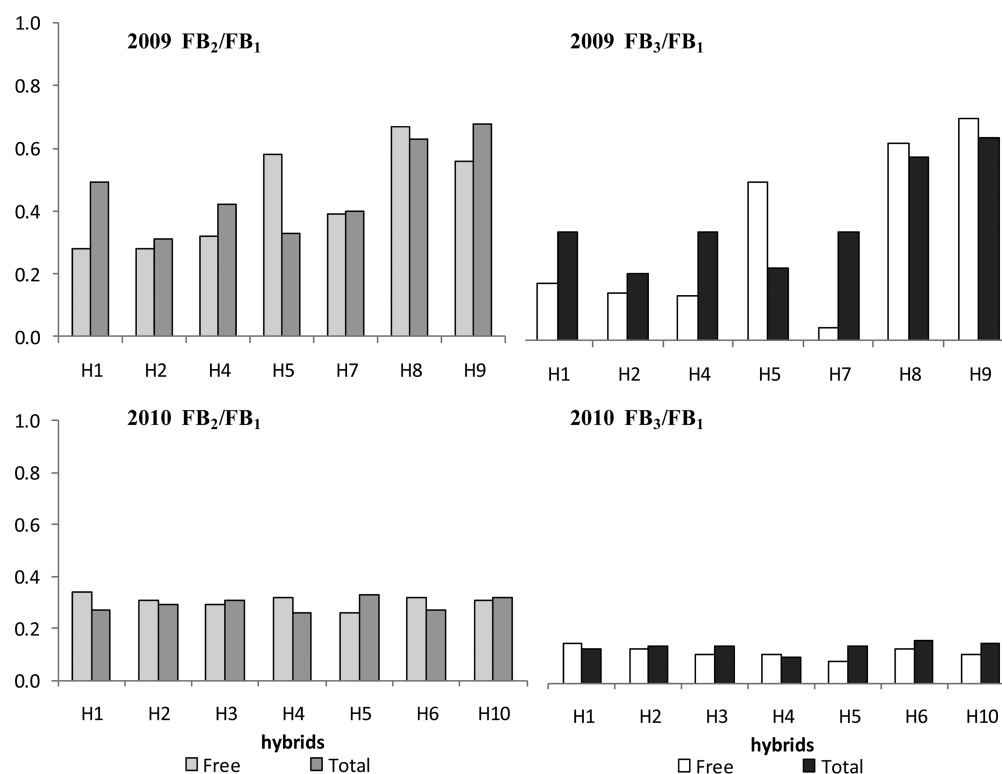 2009 FB₂/FB₁
1.0
0.8
0.6
0.4
0.2
0.0
H1 H2 H4 H5 H7 H8 H9
2009 FB₃/FB₁
H1 H2 H4 H5 H7 H8 H9
2010 FB₂/FB₁
1.0
0.8
0.6
0.4
0.2
0.0
H1 H2 H3 H4 H5 H6 H10
hybrids
Free Total
2010 FB₃/FB₁
H1 H2 H3 H4 H5 H6 H10
hybrids
Free Total